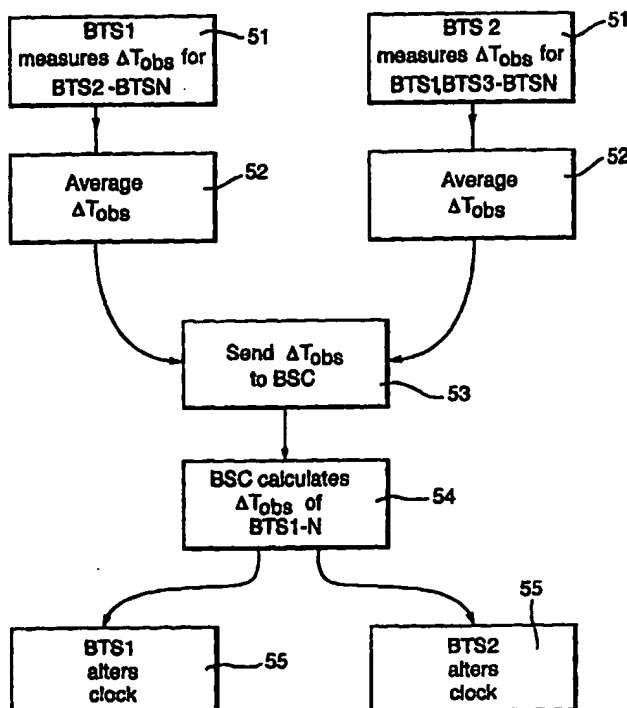 BTS1
measures ΔTobs for
BTS2-BTSN
51
BTS 2
measures ΔTobs for
BTS1,BTS3-BTSN
51
Average
ΔTobs
52
Average
ΔTobs
52
Send ΔTobs
to BSC
53
BSC calculates
ΔTobs of
BTS1-N
54
BTS1
alters
clock
55
BTS2
alters
clock
55